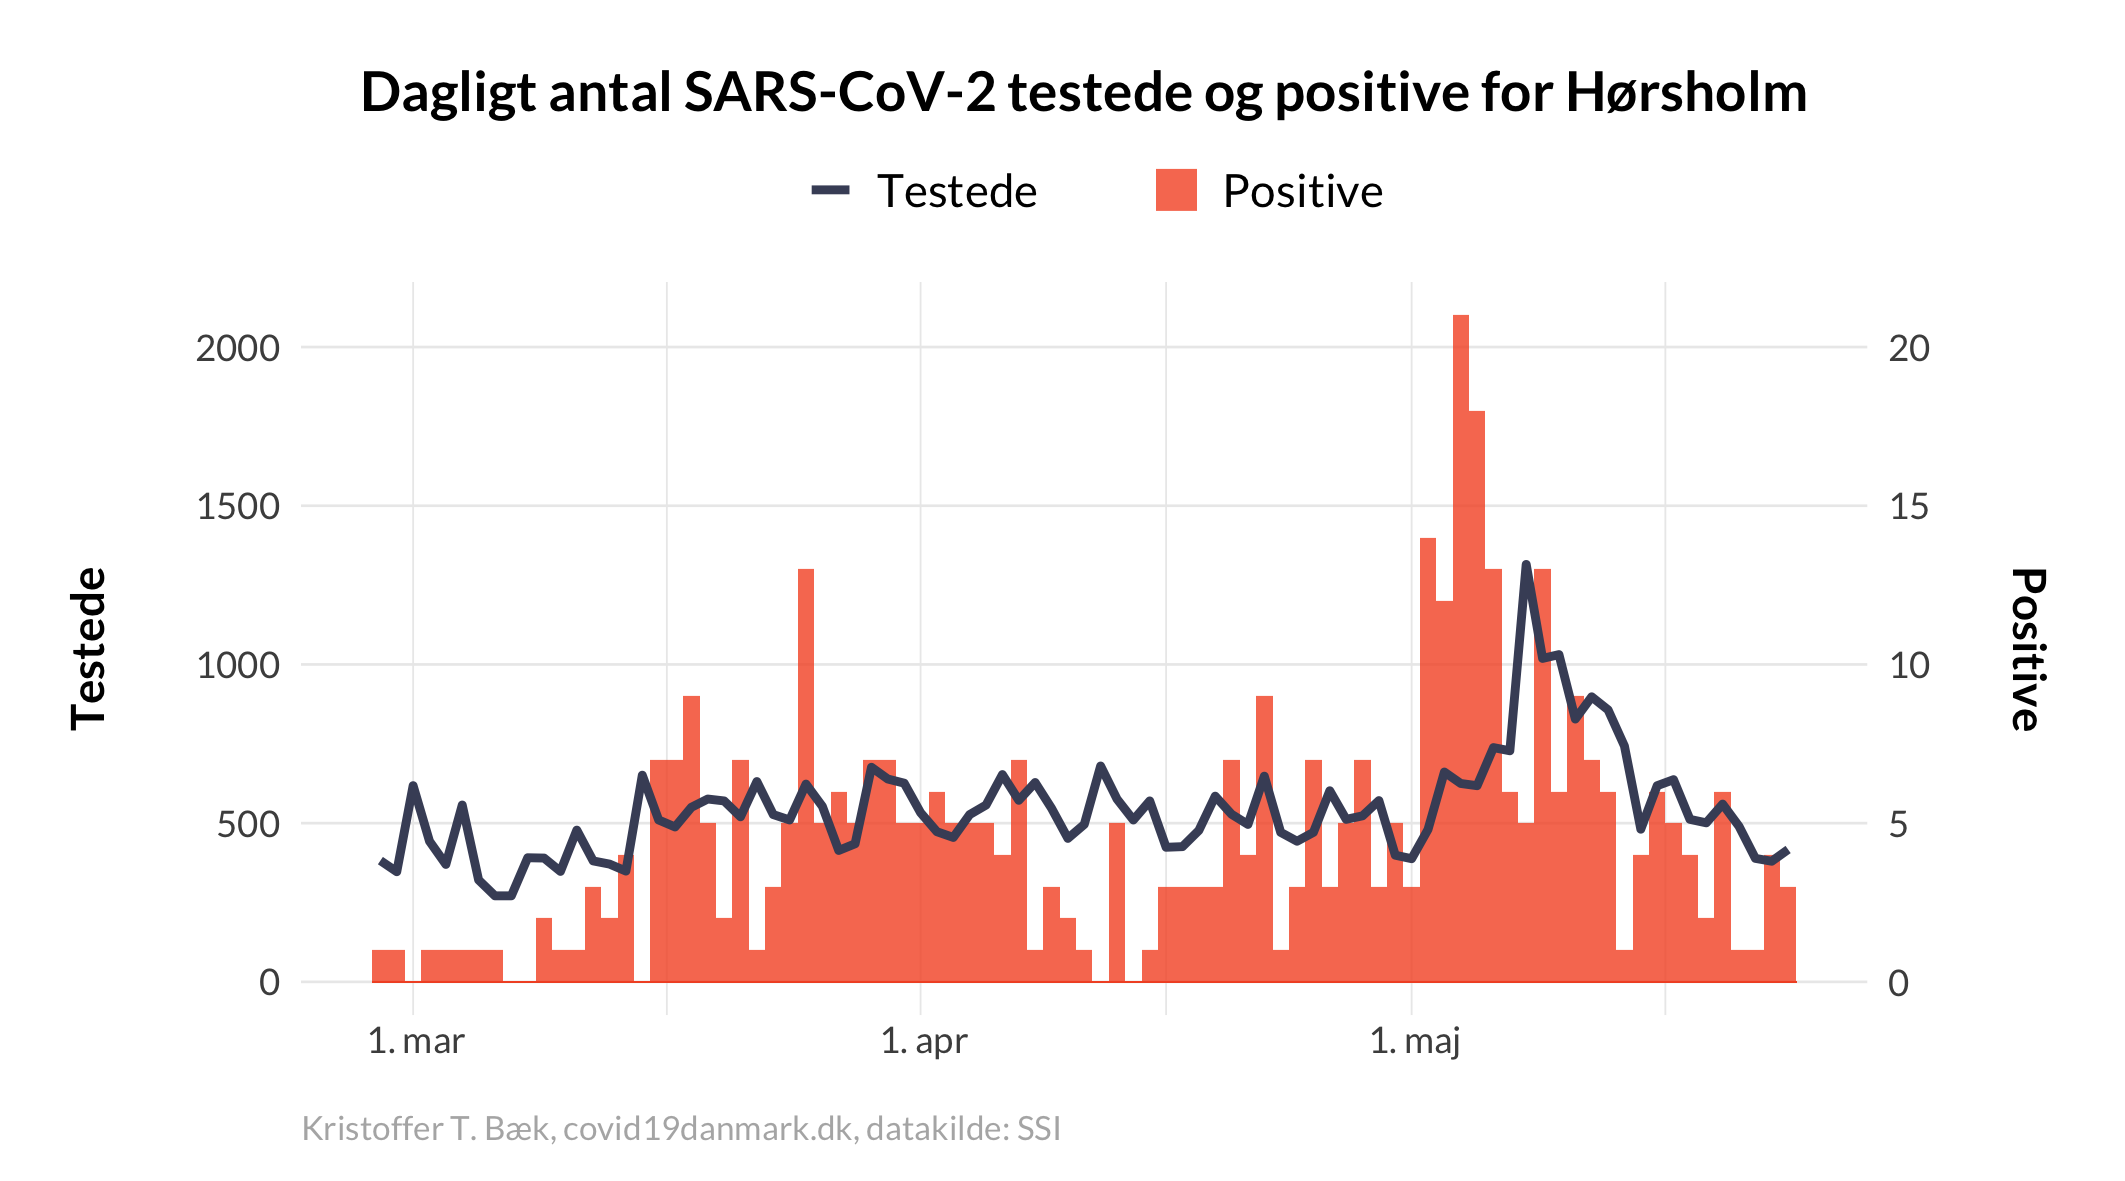 Dagligt antal SARS-CoV-2 testede og positive for Hørsholm
Testede
Positive
2000
1500
1000
500
0
20
15
10
5
0
Testede
Positive
1. mar
1. apr
1. maj
Kristoffer T. Bæk, covid19danmark.dk, datakilde: SSI